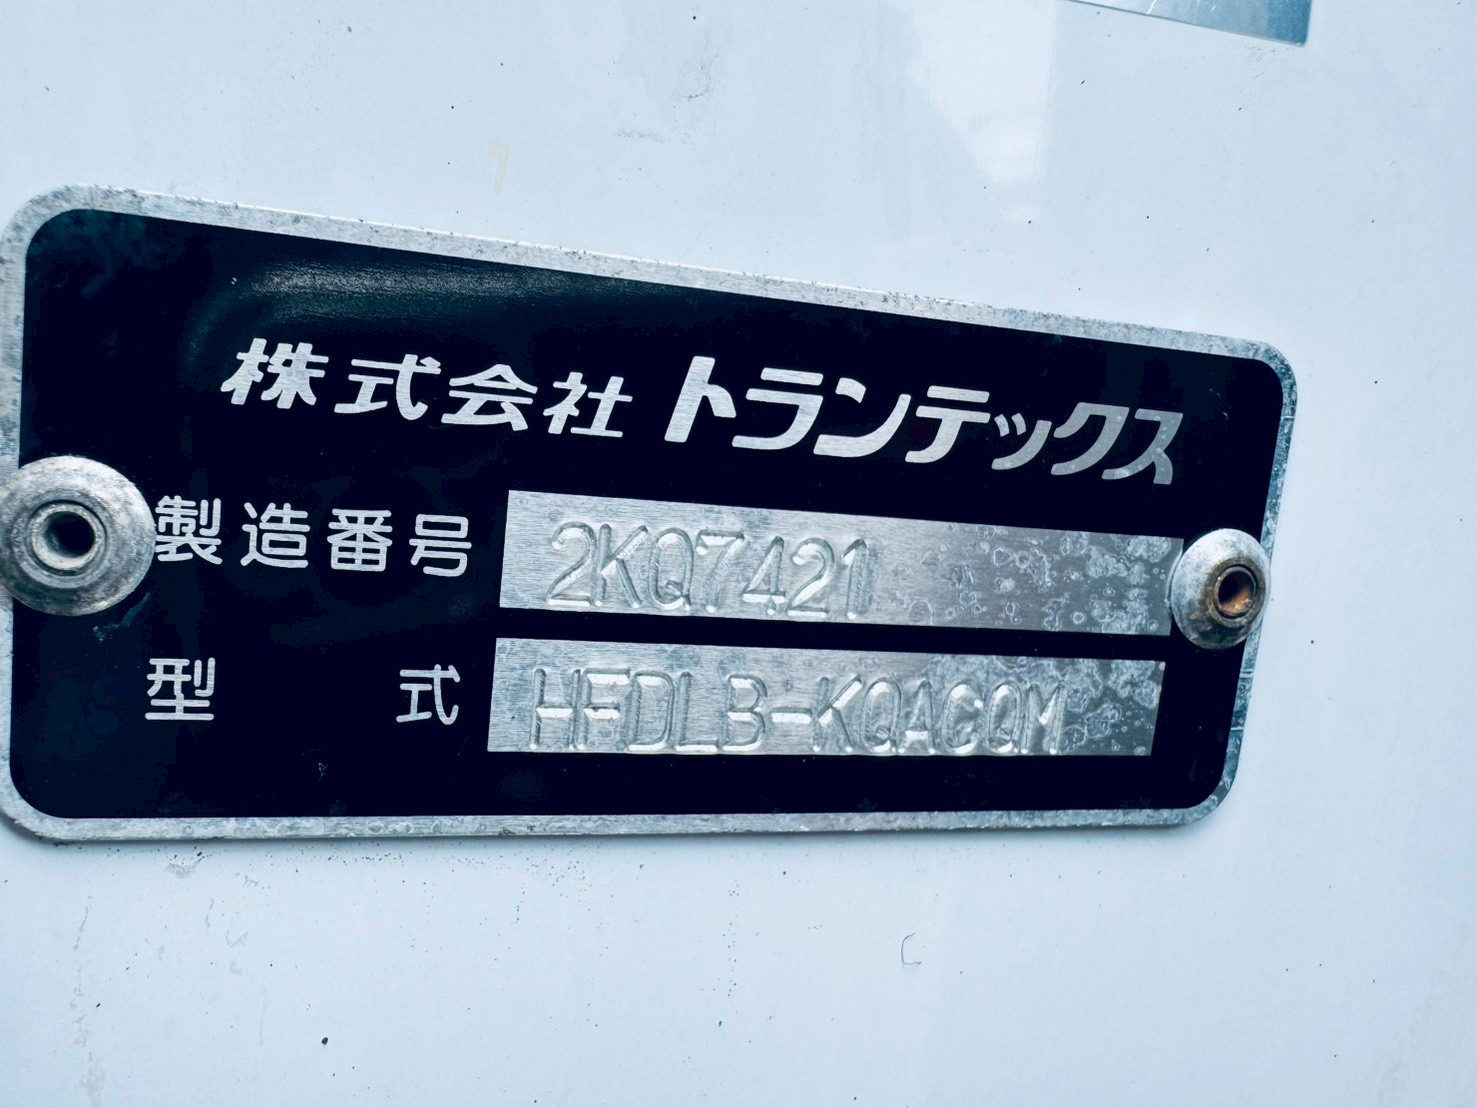 株式会社 トランテックス
製造番号 2KQ7421
型式 HFDLB-KQACQM